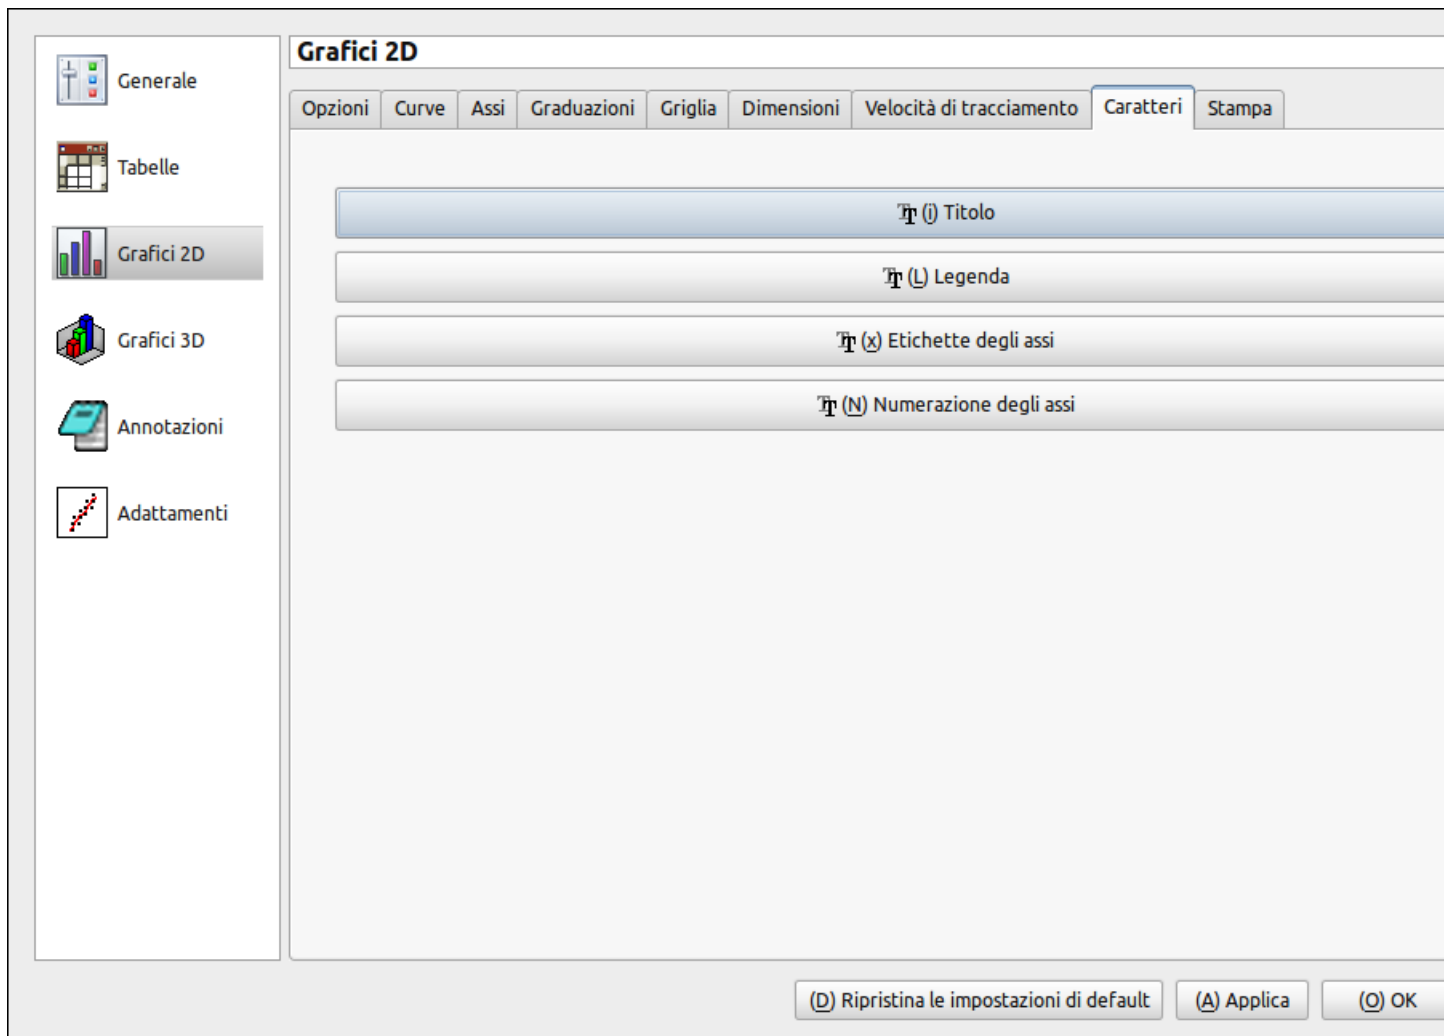 Generale
Tabelle
Grafici 2D
Grafici 3D
Annotazioni
Adattamenti
Grafici 2D
Opzioni Curve Assi Graduazioni Griglia Dimensioni Velocità di tracciamento Caratteri Stampa
(i) Titolo
(L) Legenda
(x) Etichette degli assi
(N) Numerazione degli assi
(D) Ripristina le impostazioni di default (A) Applica (O) OK